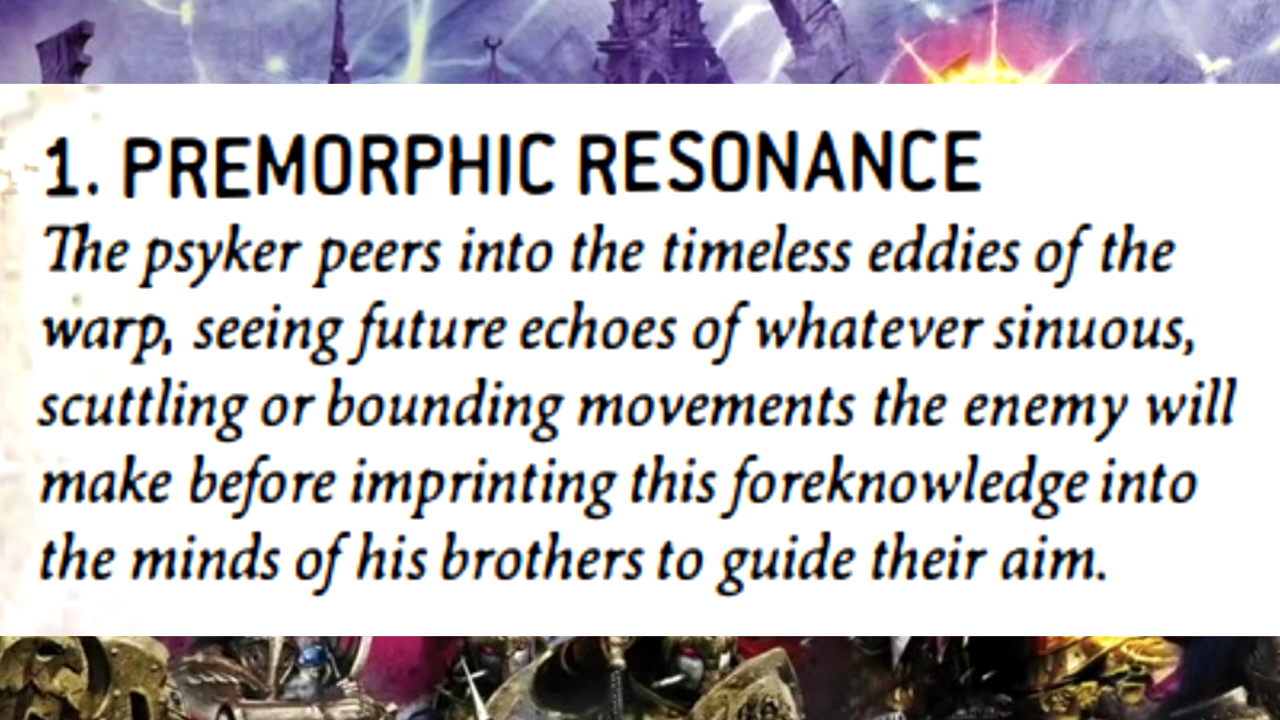 1. PREMORPHIC RESONANCE
The psyker peers into the timeless eddies of the
warp, seeing future echoes of whatever sinuous,
scuttling or bounding movements the enemy will
make before imprinting this foreknowledge into
the minds of his brothers to guide their aim.